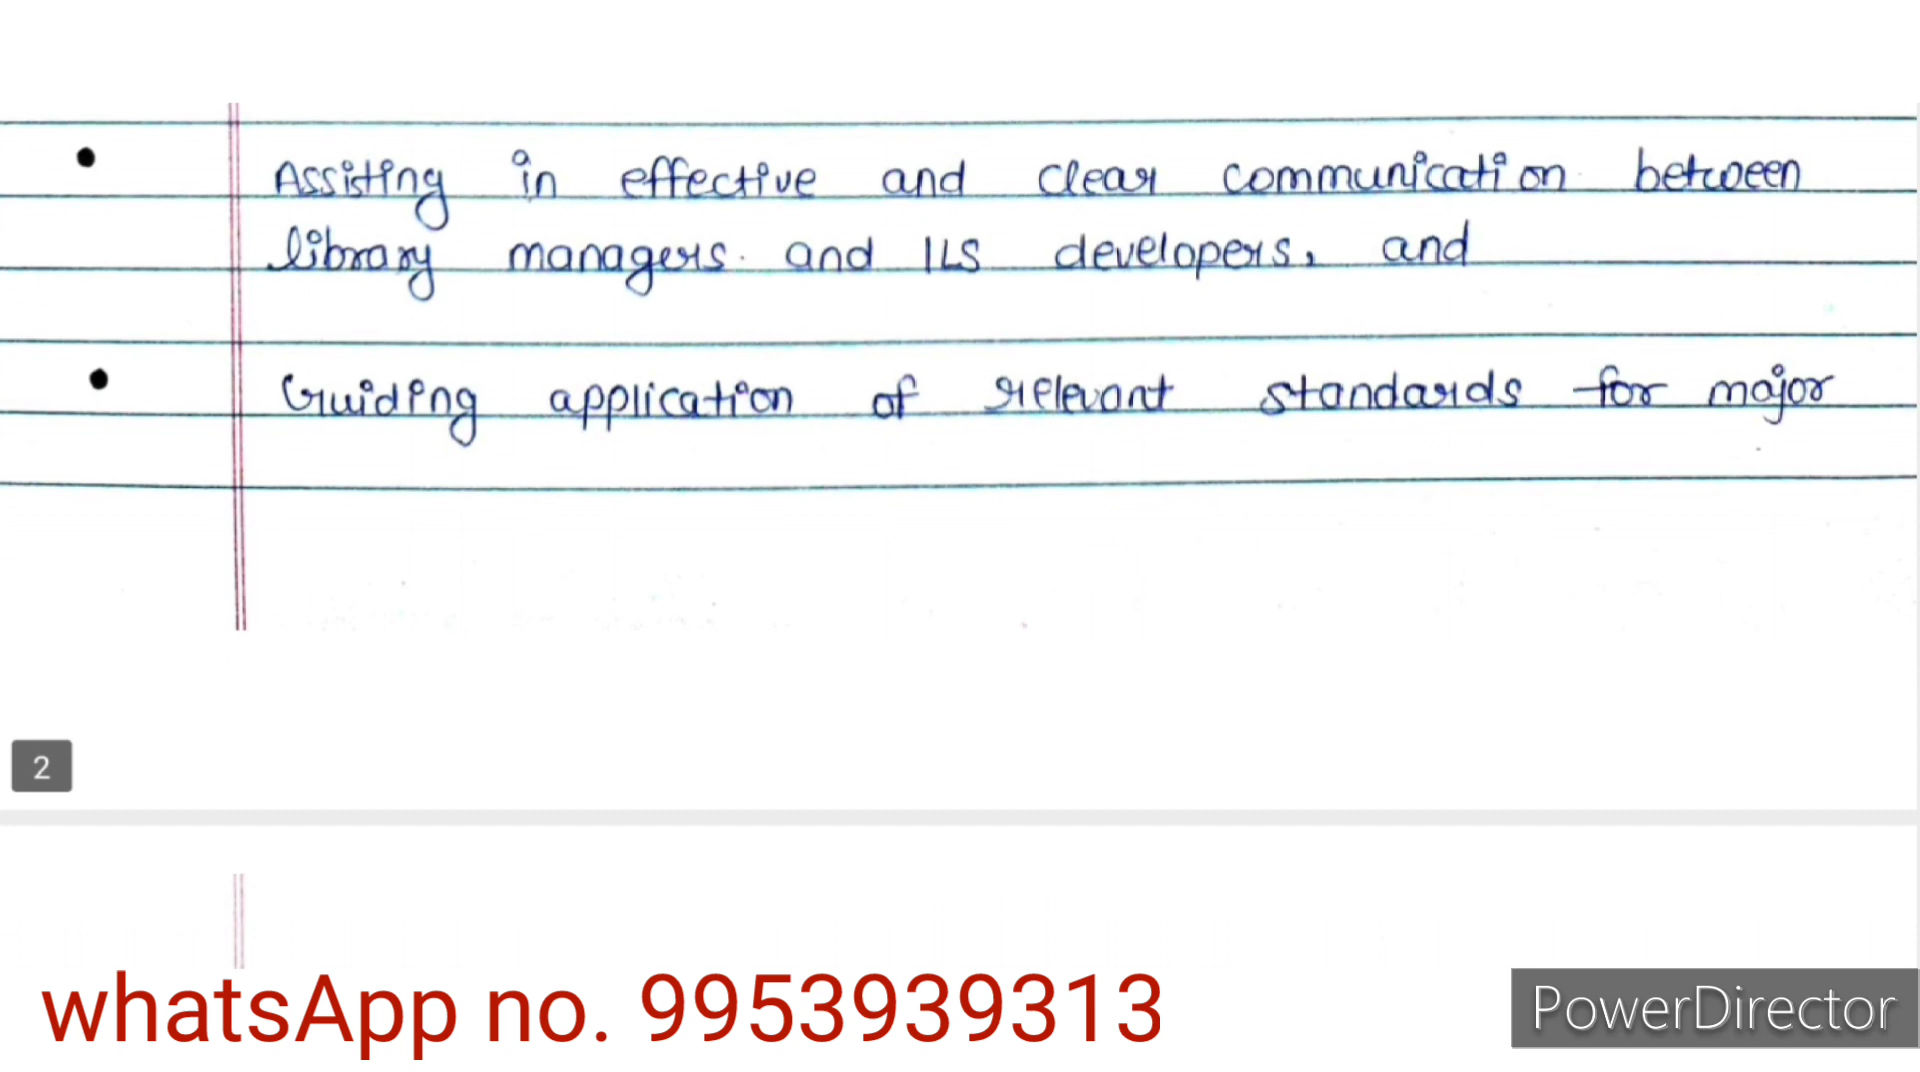 • Assisting in effective and clear communication between
library managers. and ILS developers, and
• Guiding application of relevant standards for major
2
whatsApp no. 9953939313
PowerDirector